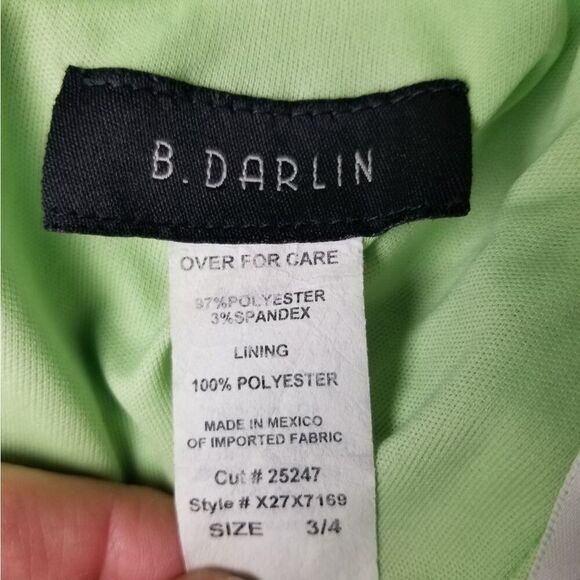 B. DARLIN
OVER FOR CARE
97%POLYESTER
3%SPANDEX
LINING
100% POLYESTER
MADE IN MEXICO
OF IMPORTED FABRIC
Cut # 25247
Style # X27X7169
SIZE 3/4